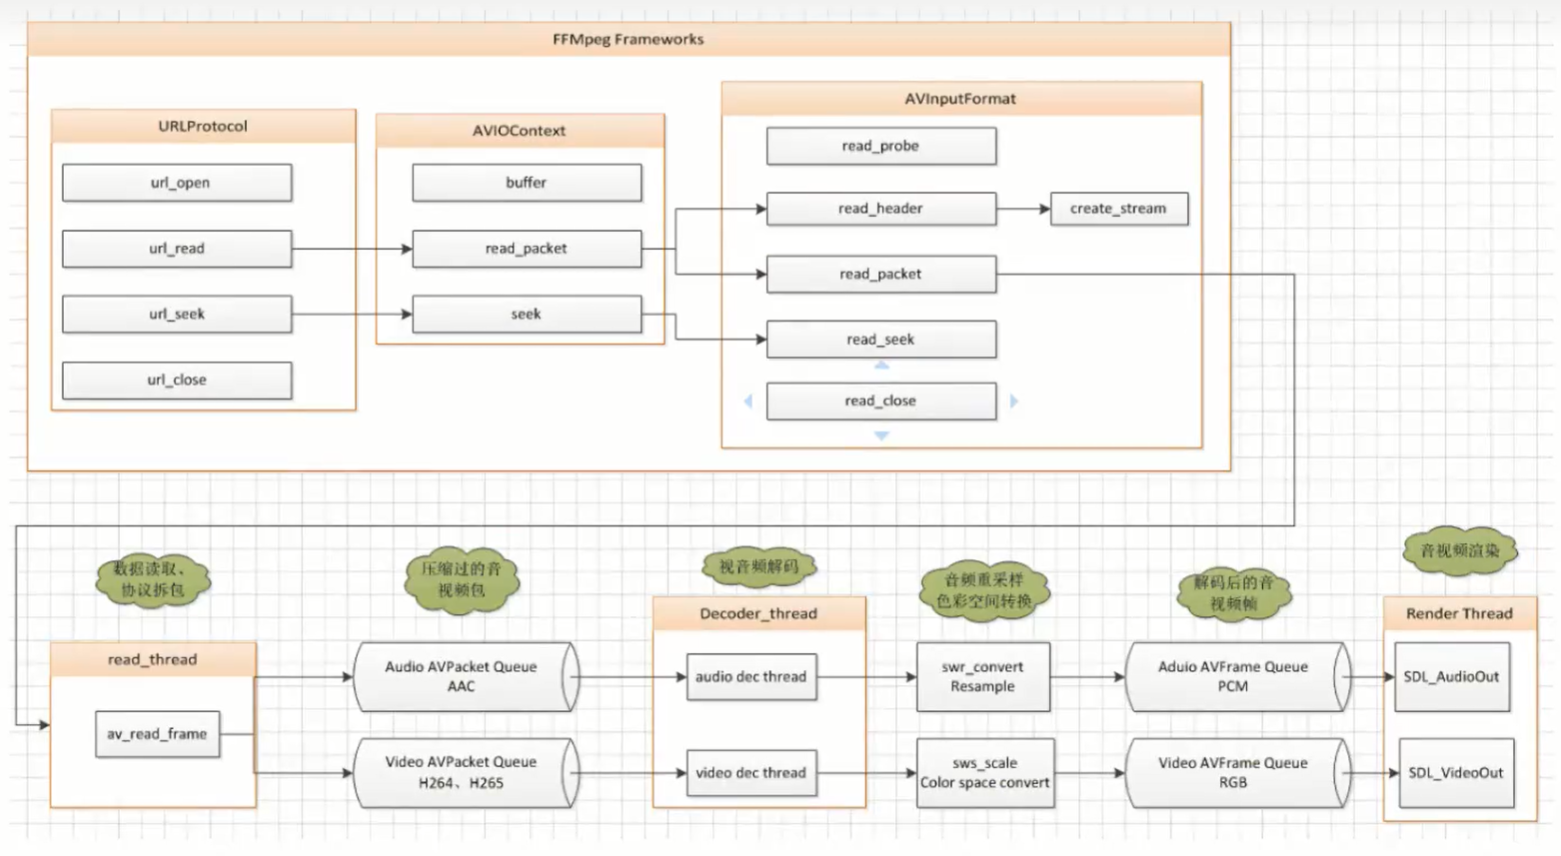 FFMpeg Frameworks
URLProtocol
url_open
url_read
url_seek
url_close
AVIOContext
buffer
read_packet
seek
AVInputFormat
read_probe
read_header
create_stream
read_packet
read_seek
read_close
数据读取、
协议拆包
压缩过的音
视频包
视音频解码
音频重采样
色彩空间转换
解码后的音
视频帧
音视频渲染
read_thread
av_read_frame
Audio AVPacket Queue
AAC
Video AVPacket Queue
H264、H265
Decoder_thread
audio dec thread
video dec thread
swr_convert
Resample
sws_scale
Color space convert
Aduio AVFrame Queue
PCM
Video AVFrame Queue
RGB
Render Thread
SDL_AudioOut
SDL_VideoOut